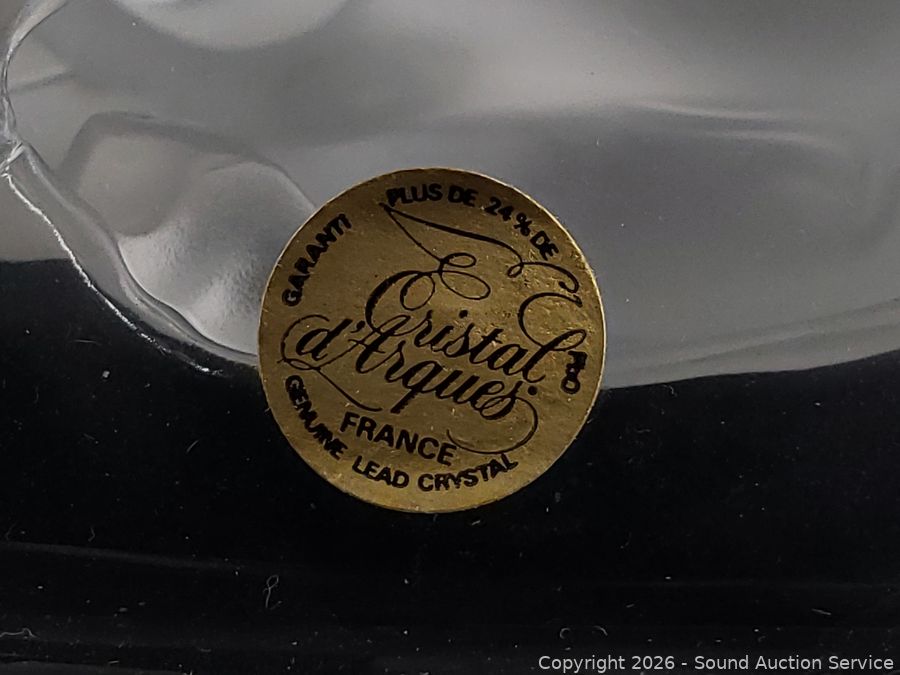 GARANTI PLUS DE 24% DE PbO
Cristal
d'Arques
FRANCE
GENUINE LEAD CRYSTAL
Copyright 2026 - Sound Auction Service